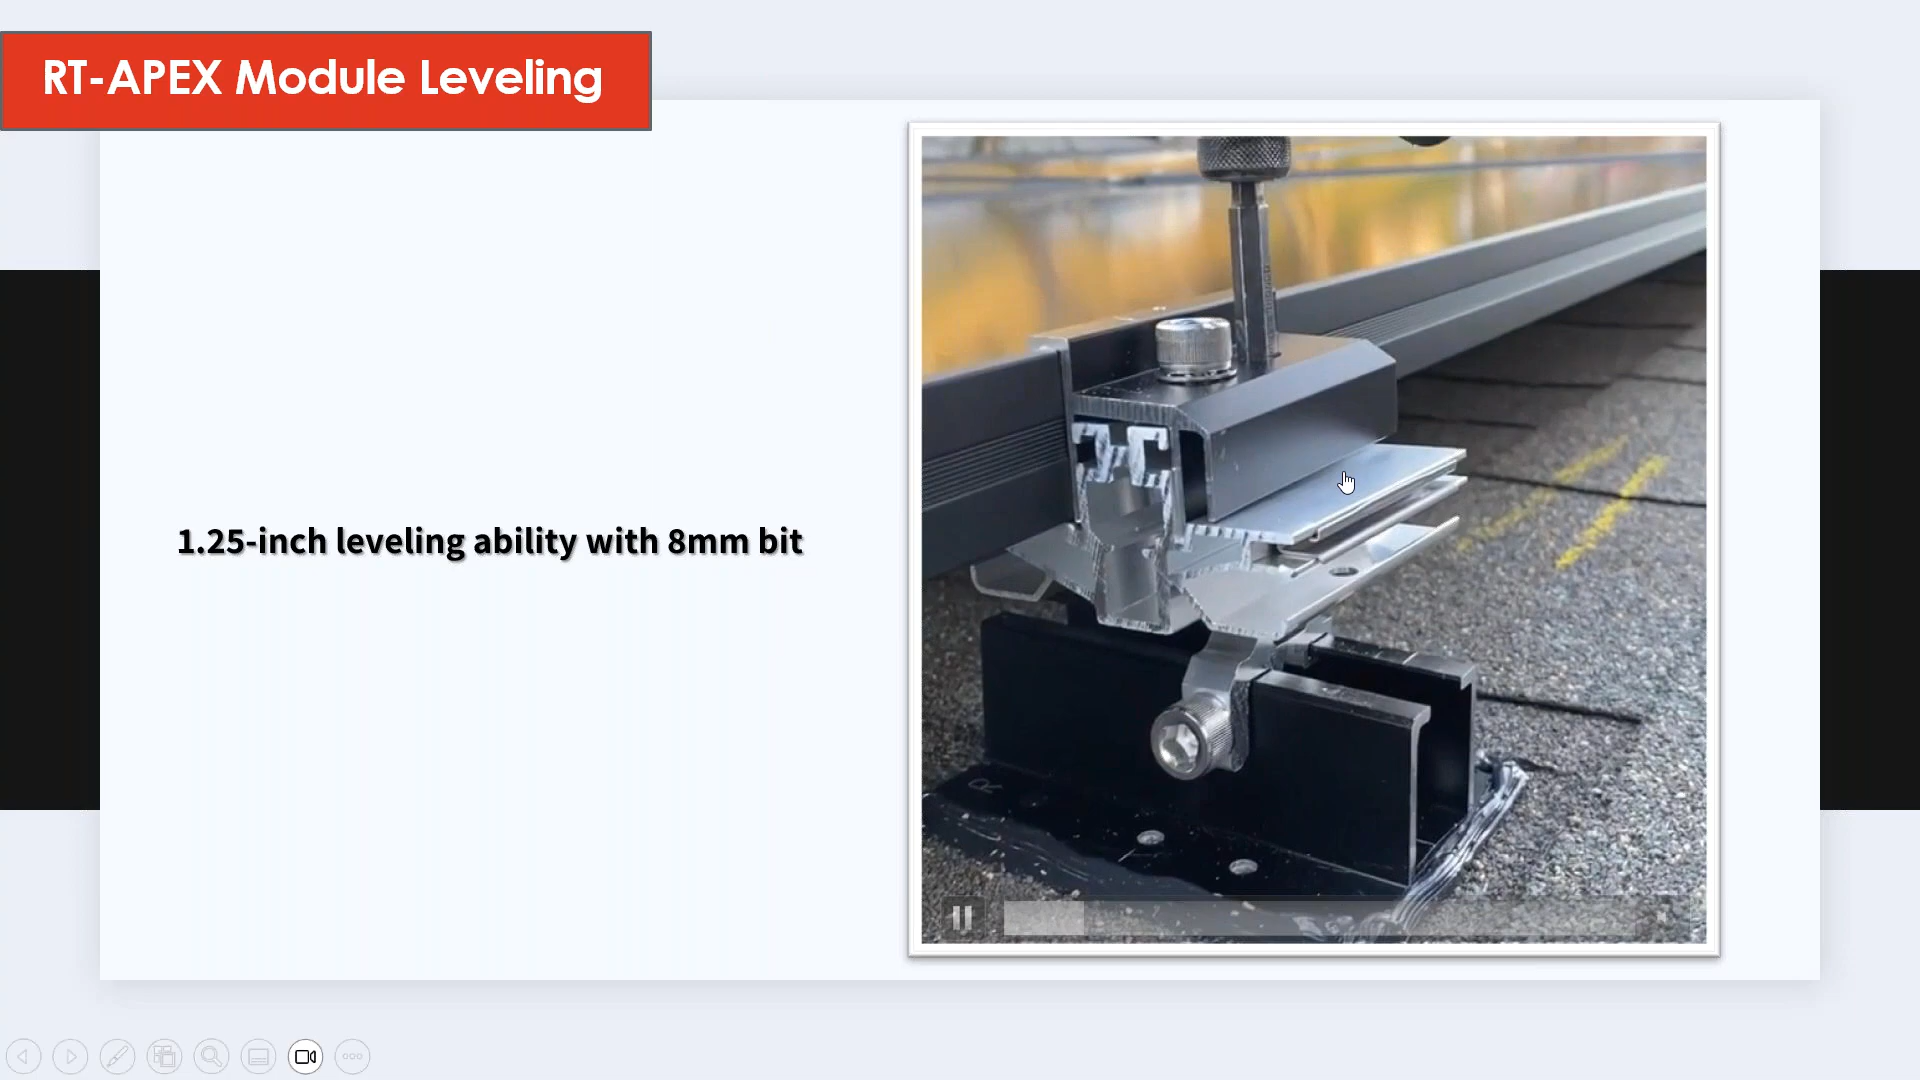 RT-APEX Module Leveling
1.25-inch leveling ability with 8mm bit